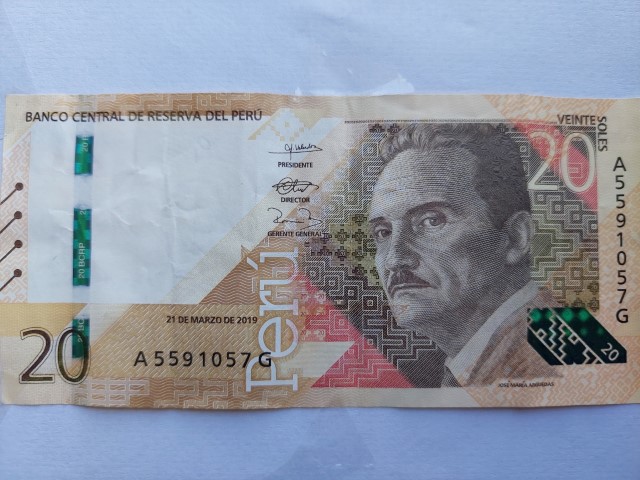 BANCO CENTRAL DE RESERVA DEL PERÚ
20
20 BCRP
A5591057G
21 DE MARZO DE 2019
Perú
PRESIDENTE
DIRECTOR
GERENTE GENERAL
VEINTE
SOLES
20
A5591057G
20